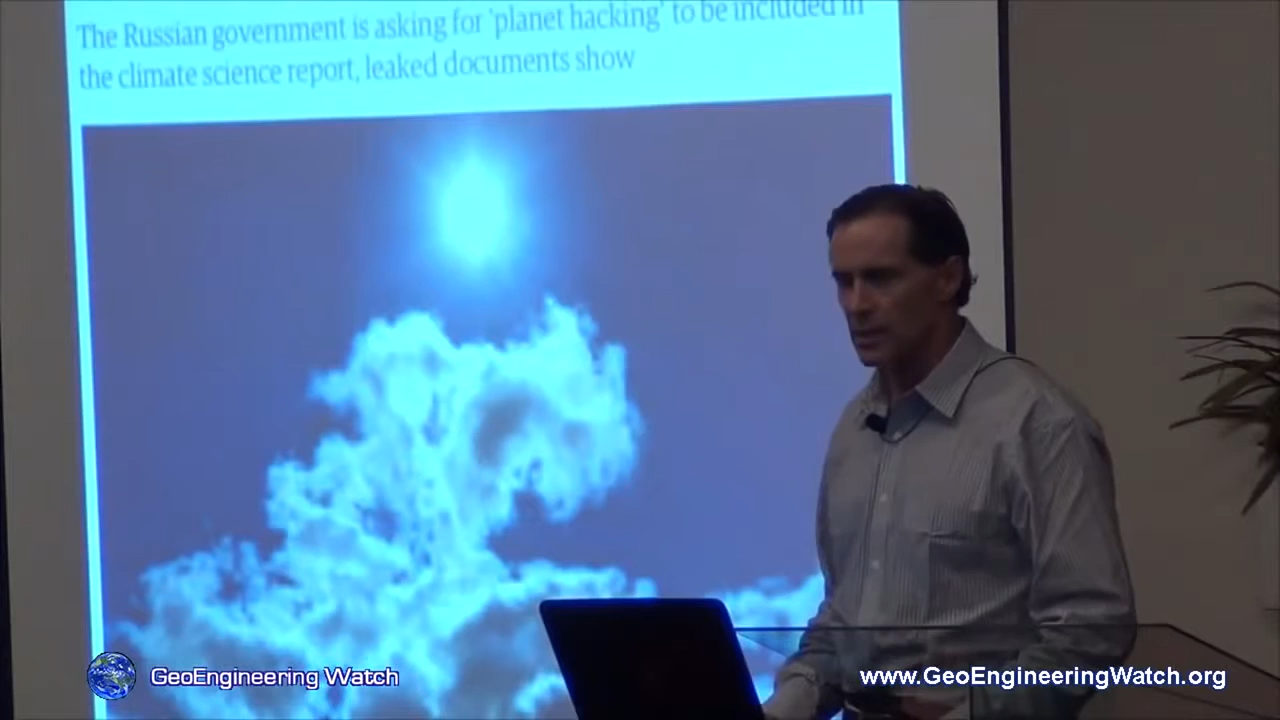 The Russian government is asking for 'planet hacking' to be included in
the climate science report, leaked documents show
GeoEngineering Watch
www.GeoEngineeringWatch.org